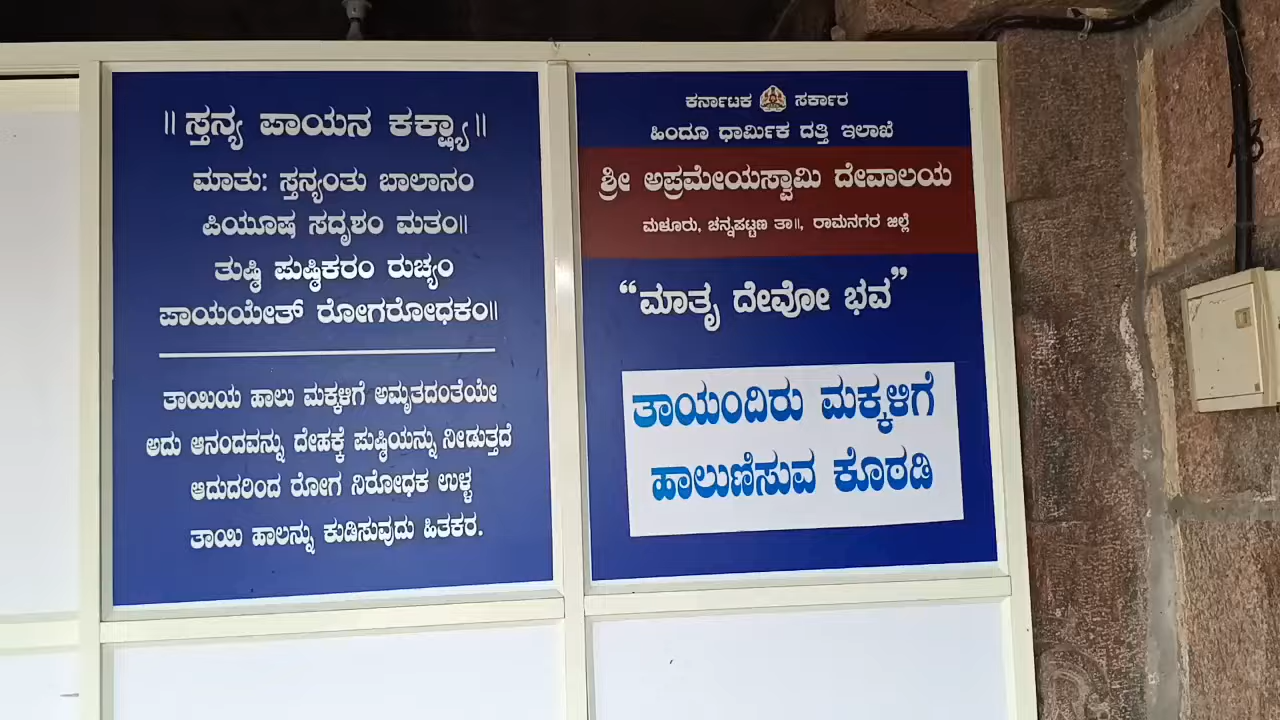 ॥ ಸ್ತನ್ಯ ಪಾಯನ ಕಕ್ಷ್ಯಾ॥
ಮಾತು: ಸ್ತನ್ಯಂತು ಬಾಲಾನಂ
ಪಿಯೂಷ ಸದೃಶಂ ಮತಂ॥
ತುಷ್ಠಿ ಪುಷ್ಠಿಕರಂ ರುಚ್ಯಂ
ಪಾಯಯೇತ್ ರೋಗರೋಧಕಂ॥
ತಾಯಿಯ ಹಾಲು ಮಕ್ಕಳಿಗೆ ಅಮೃತದಂತೆಯೇ
ಅದು ಆನಂದವನ್ನು ದೇಹಕ್ಕೆ ಪುಷ್ಠಿಯನ್ನು ನೀಡುತ್ತದೆ
ಆದುದರಿಂದ ರೋಗ ನಿರೋಧಕ ಉಳ್ಳ
ತಾಯಿ ಹಾಲನ್ನು ಕುಡಿಸುವುದು ಹಿತಕರ.
ಕರ್ನಾಟಕ ಸರ್ಕಾರ
ಹಿಂದೂ ಧಾರ್ಮಿಕ ದತ್ತಿ ಇಲಾಖೆ
ಶ್ರೀ ಅಪ್ರಮೇಯಸ್ವಾಮಿ ದೇವಾಲಯ
ಮಳೂರು, ಚನ್ನಪಟ್ಟಣ ತಾ॥, ರಾಮನಗರ ಜಿಲ್ಲೆ
“ಮಾತೃ ದೇವೋ ಭವ”
ತಾಯಂದಿರು ಮಕ್ಕಳಿಗೆ
ಹಾಲುಣಿಸುವ ಕೊಠಡಿ